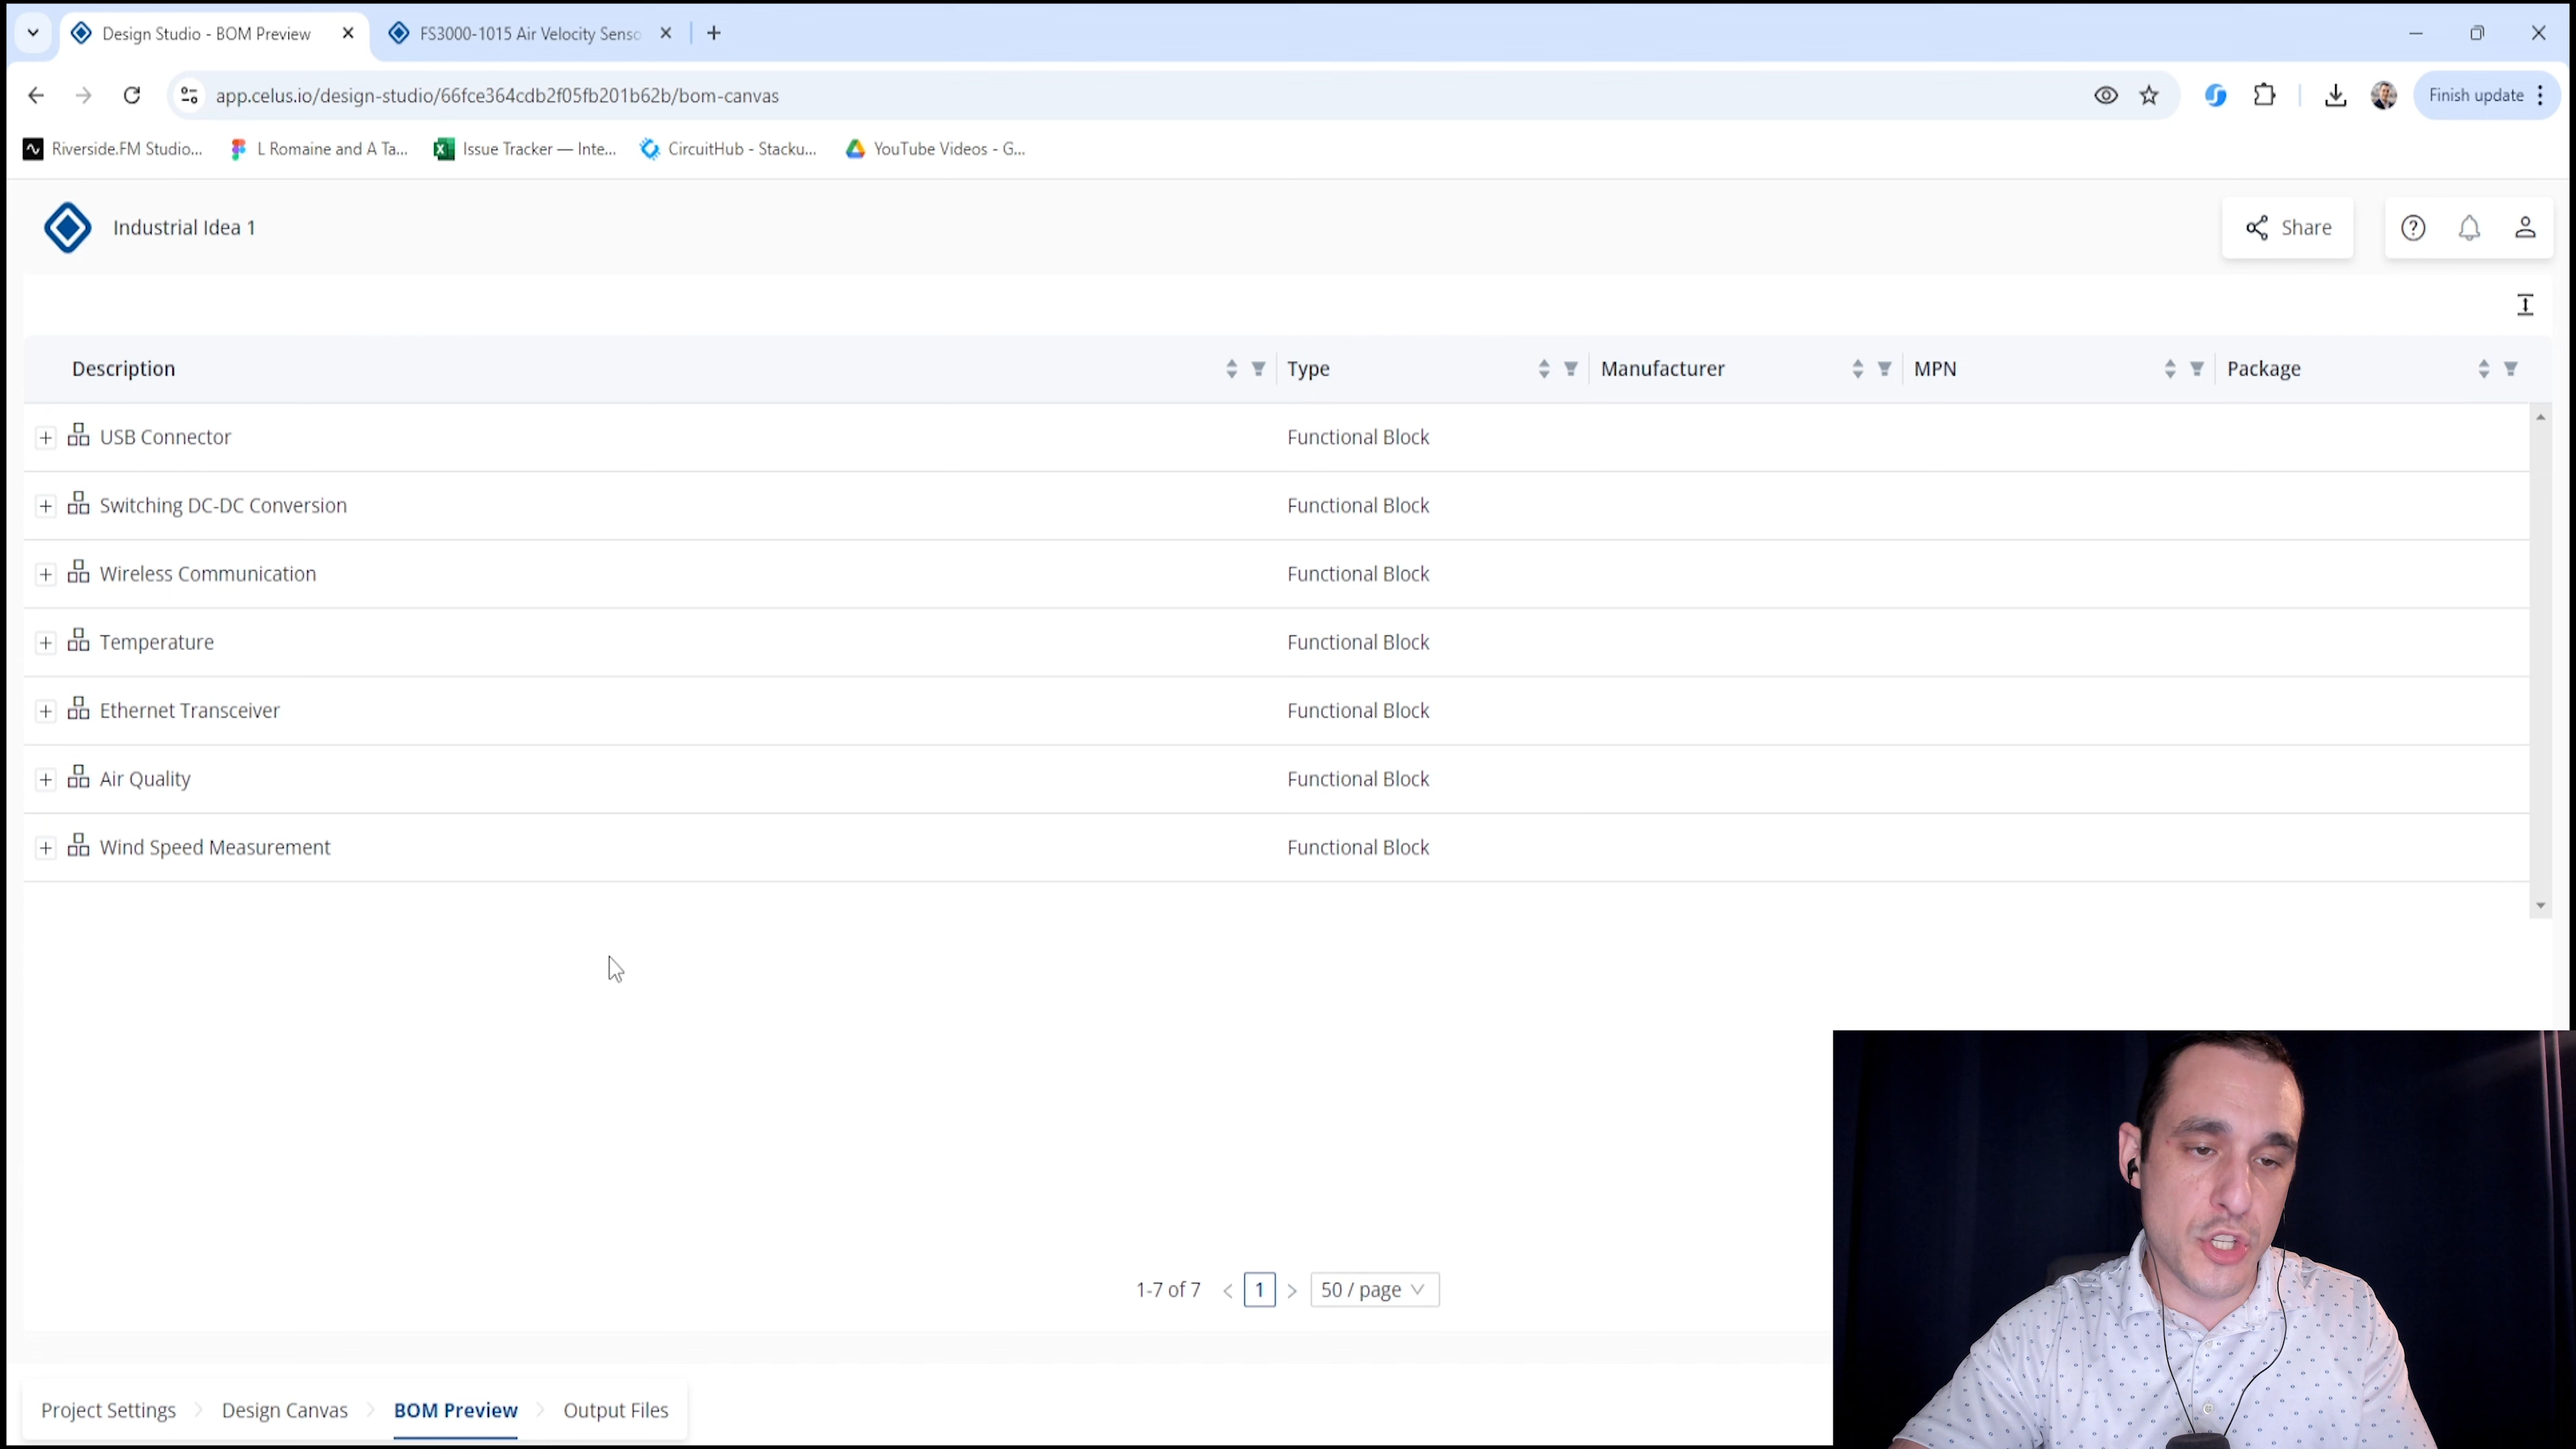 Design Studio - BOM Preview
FS3000-1015 Air Velocity Senso
app.celus.io/design-studio/66fce364cdb2f05fb201b62b/bom-canvas
Finish update
Riverside.FM Studio...
L Romaine and A Ta...
Issue Tracker — Inte...
CircuitHub - Stacku...
YouTube Videos - G...
Industrial Idea 1
Share
Description Type Manufacturer MPN Package
USB Connector Functional Block
Switching DC-DC Conversion Functional Block
Wireless Communication Functional Block
Temperature Functional Block
Ethernet Transceiver Functional Block
Air Quality Functional Block
Wind Speed Measurement Functional Block
1-7 of 7 < 1 > 50 / page
Project Settings > Design Canvas > BOM Preview > Output Files